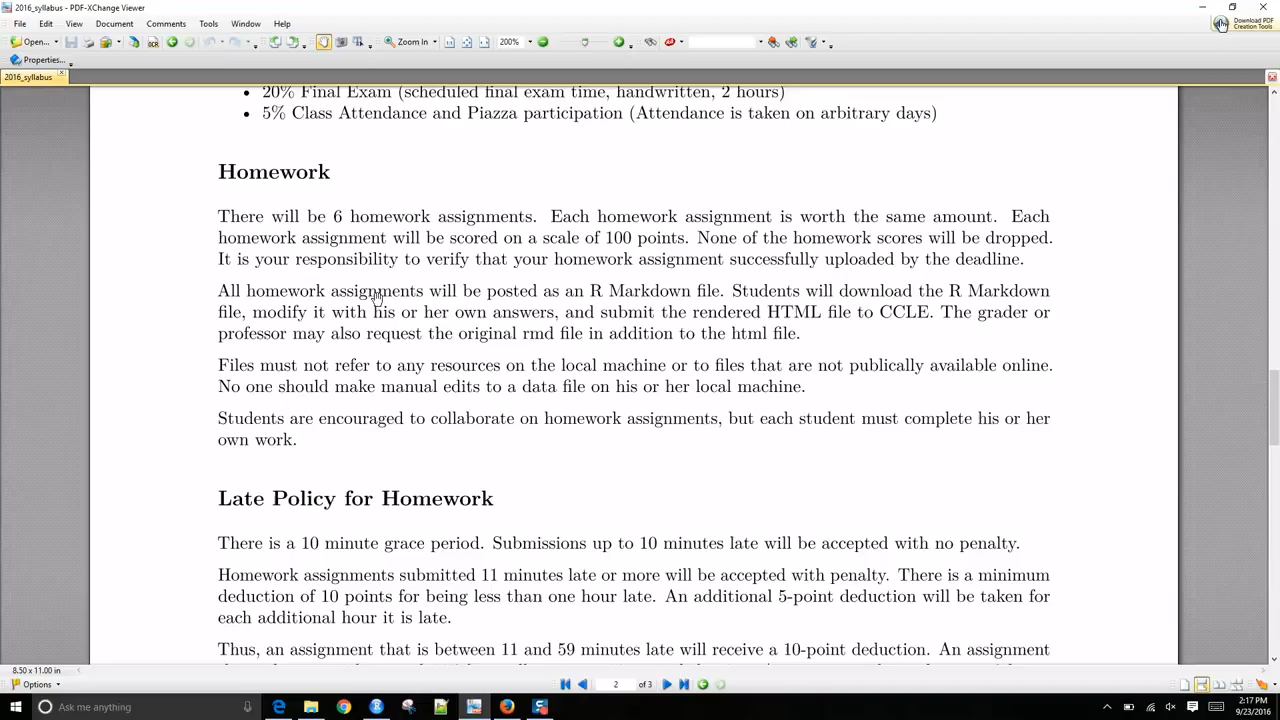 2016_syllabus - PDF-XChange Viewer
File Edit View Document Comments Tools Window Help
Download PDF
Creation Tools
Open... OCR Zoom In 200%
Properties...
2016_syllabus
• 20% Final Exam (scheduled final exam time, handwritten, 2 hours)
• 5% Class Attendance and Piazza participation (Attendance is taken on arbitrary days)
Homework
There will be 6 homework assignments. Each homework assignment is worth the same amount. Each
homework assignment will be scored on a scale of 100 points. None of the homework scores will be dropped.
It is your responsibility to verify that your homework assignment successfully uploaded by the deadline.
All homework assignments will be posted as an R Markdown file. Students will download the R Markdown
file, modify it with his or her own answers, and submit the rendered HTML file to CCLE. The grader or
professor may also request the original rmd file in addition to the html file.
Files must not refer to any resources on the local machine or to files that are not publically available online.
No one should make manual edits to a data file on his or her local machine.
Students are encouraged to collaborate on homework assignments, but each student must complete his or her
own work.
Late Policy for Homework
There is a 10 minute grace period. Submissions up to 10 minutes late will be accepted with no penalty.
Homework assignments submitted 11 minutes late or more will be accepted with penalty. There is a minimum
deduction of 10 points for being less than one hour late. An additional 5-point deduction will be taken for
each additional hour it is late.
Thus, an assignment that is between 11 and 59 minutes late will receive a 10-point deduction. An assignment
8.50 x 11.00 in
Options 2 of 3
Ask me anything
2:17 PM
9/23/2016